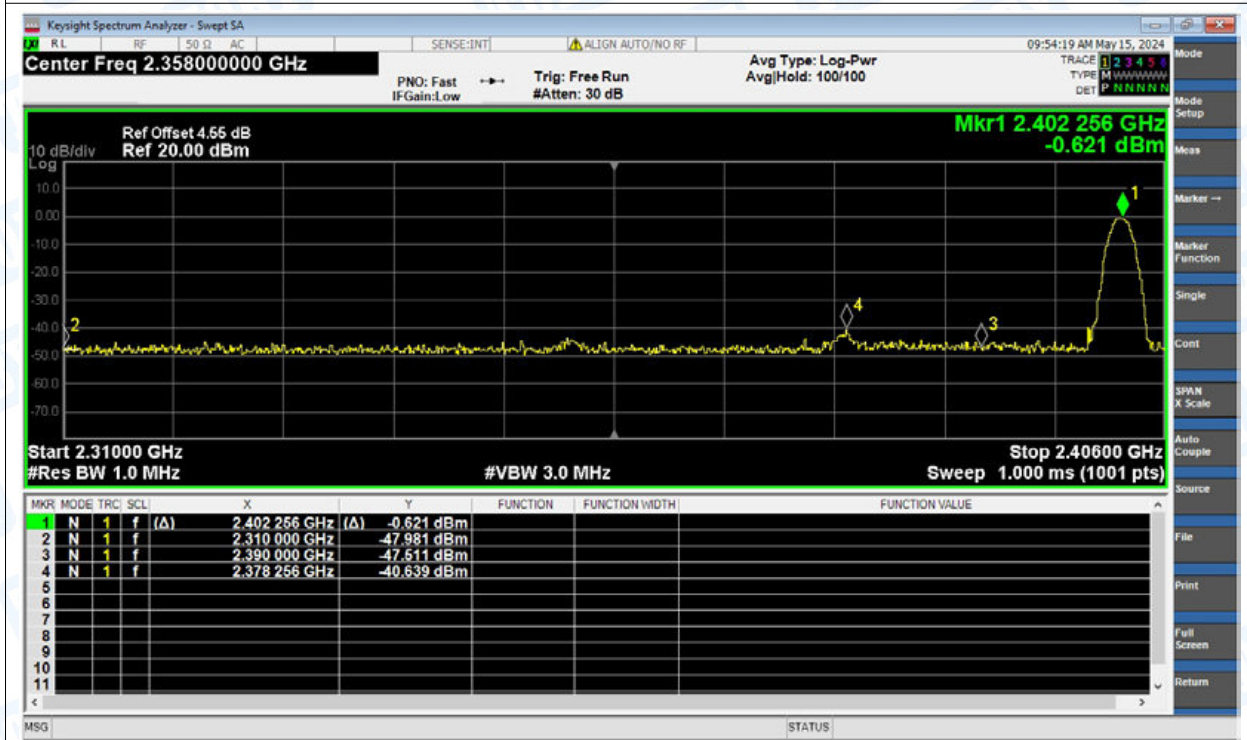 Keysight Spectrum Analyzer - Swept SA
LXI RL RF 50 Ω AC SENSE:INT ALIGN AUTO/NO RF 09:54:19 AM May 15, 2024
Center Freq 2.358000000 GHz
PNO: Fast
IFGain:Low
Trig: Free Run
#Atten: 30 dB
Avg Type: Log-Pwr
Avg|Hold: 100/100
TRACE 1 2 3 4 5 6
TYPE M WWWWW
DET P N N N N N
Mkr1 2.402 256 GHz
-0.621 dBm
Ref Offset 4.55 dB
10 dB/div Ref 20.00 dBm
Log
10.0
0.00
-10.0
-20.0
-30.0
-40.0
-50.0
-60.0
-70.0
1
2
4
3
Start 2.31000 GHz Stop 2.40600 GHz
#Res BW 1.0 MHz #VBW 3.0 MHz Sweep 1.000 ms (1001 pts)
MKR MODE TRC SCL X Y FUNCTION FUNCTION WIDTH FUNCTION VALUE
1 N 1 f (Δ) 2.402 256 GHz (Δ) -0.621 dBm
2 N 1 f 2.310 000 GHz -47.981 dBm
3 N 1 f 2.390 000 GHz -47.511 dBm
4 N 1 f 2.378 256 GHz -40.639 dBm
5
6
7
8
9
10
11
MSG STATUS
Mode
Mode
Setup
Meas
Marker →
Marker
Function
Single
Cont
SPAN
X Scale
Auto
Couple
Source
File
Print
Full
Screen
Return